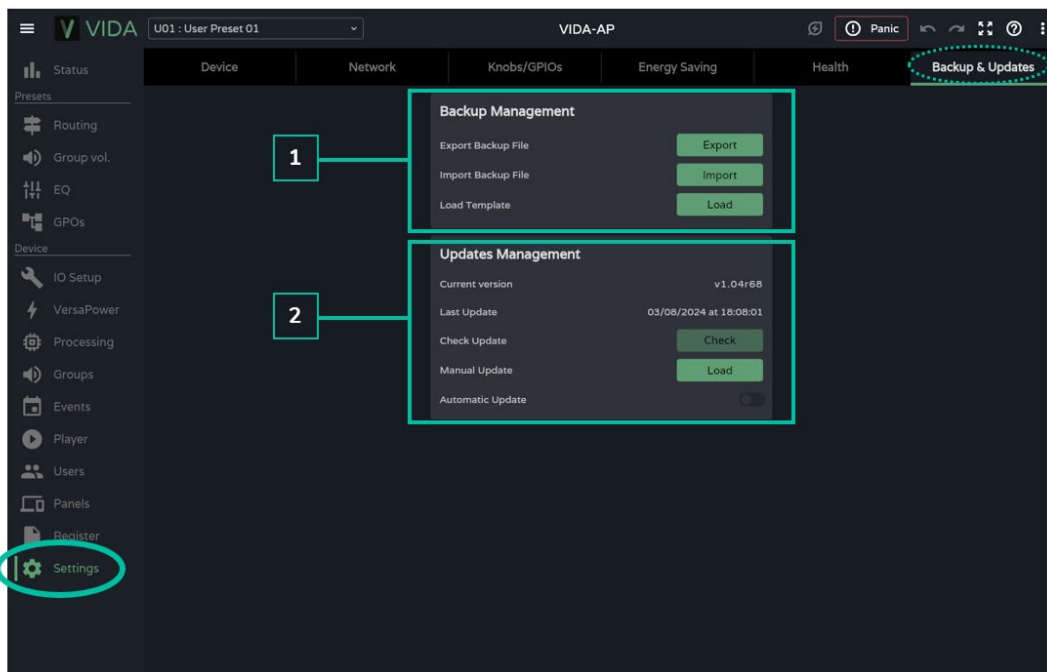 VIDA
U01 : User Preset 01
VIDA-AP
Panic
Status
Presets
Routing
Group vol.
EQ
GPOs
Device
IO Setup
VersaPower
Processing
Groups
Events
Player
Users
Panels
Register
Settings
Device Network Knobs/GPIOs Energy Saving Health Backup & Updates
1
Backup Management
Export Backup File Export
Import Backup File Import
Load Template Load
2
Updates Management
Current version v1.04r68
Last Update 03/08/2024 at 18:08:01
Check Update Check
Manual Update Load
Automatic Update